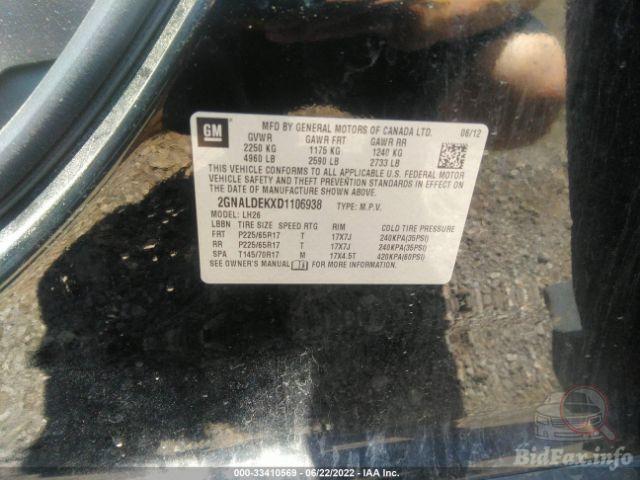 GM
MFD BY GENERAL MOTORS OF CANADA LTD. 08/12
GVWR GAWR FRT GAWR RR
2250 KG 1175 KG 1240 KG
4960 LB 2590 LB 2733 LB
THIS VEHICLE CONFORMS TO ALL APPLICABLE U.S. FEDERAL MOTOR
VEHICLE SAFETY AND THEFT PREVENTION STANDARDS IN EFFECT ON
THE DATE OF MANUFACTURE SHOWN ABOVE.
2GNALDEKXD1106938 TYPE: M.P.V.
MODEL: LH26
LBBN TIRE SIZE SPEED RTG RIM COLD TIRE PRESSURE
FRT P225/65R17 T 17X7J 240KPA(35PSI)
RR P225/65R17 T 17X7J 240KPA(35PSI)
SPA T145/70R17 M 17X4.5T 420KPA(60PSI)
SEE OWNER'S MANUAL FOR MORE INFORMATION.
BidFax.info
000-33410569 - 06/22/2022 - IAA Inc.